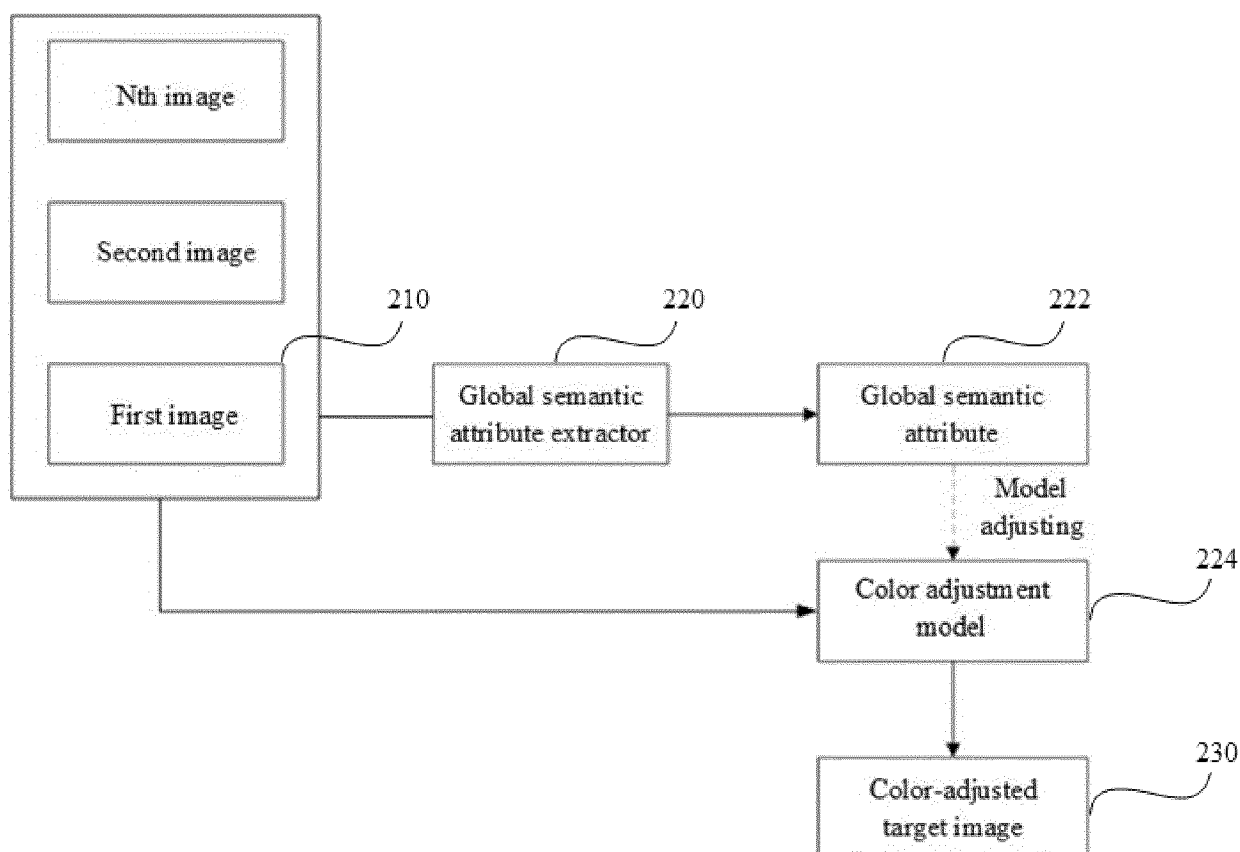 Nth image
Second image
210
220
222
First image
Global semantic
attribute extractor
Global semantic
attribute
Model
adjusting
224
Color adjustment
model
230
Color-adjusted
target image